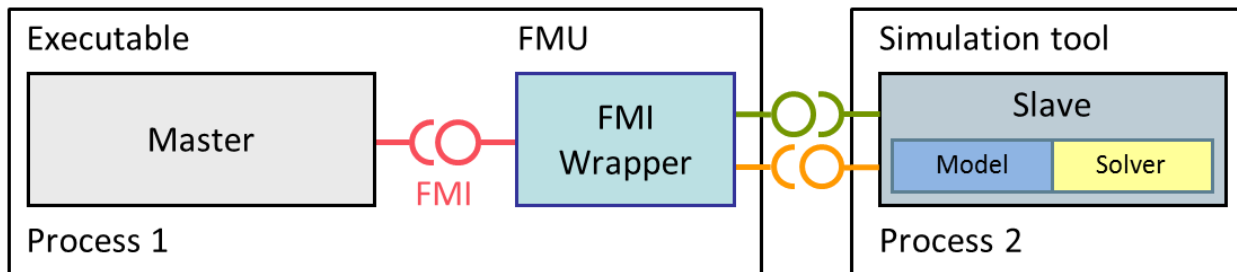 Executable
FMU
Simulation tool
Master
FMI
FMI
Wrapper
Slave
Model
Solver
Process 1
Process 2